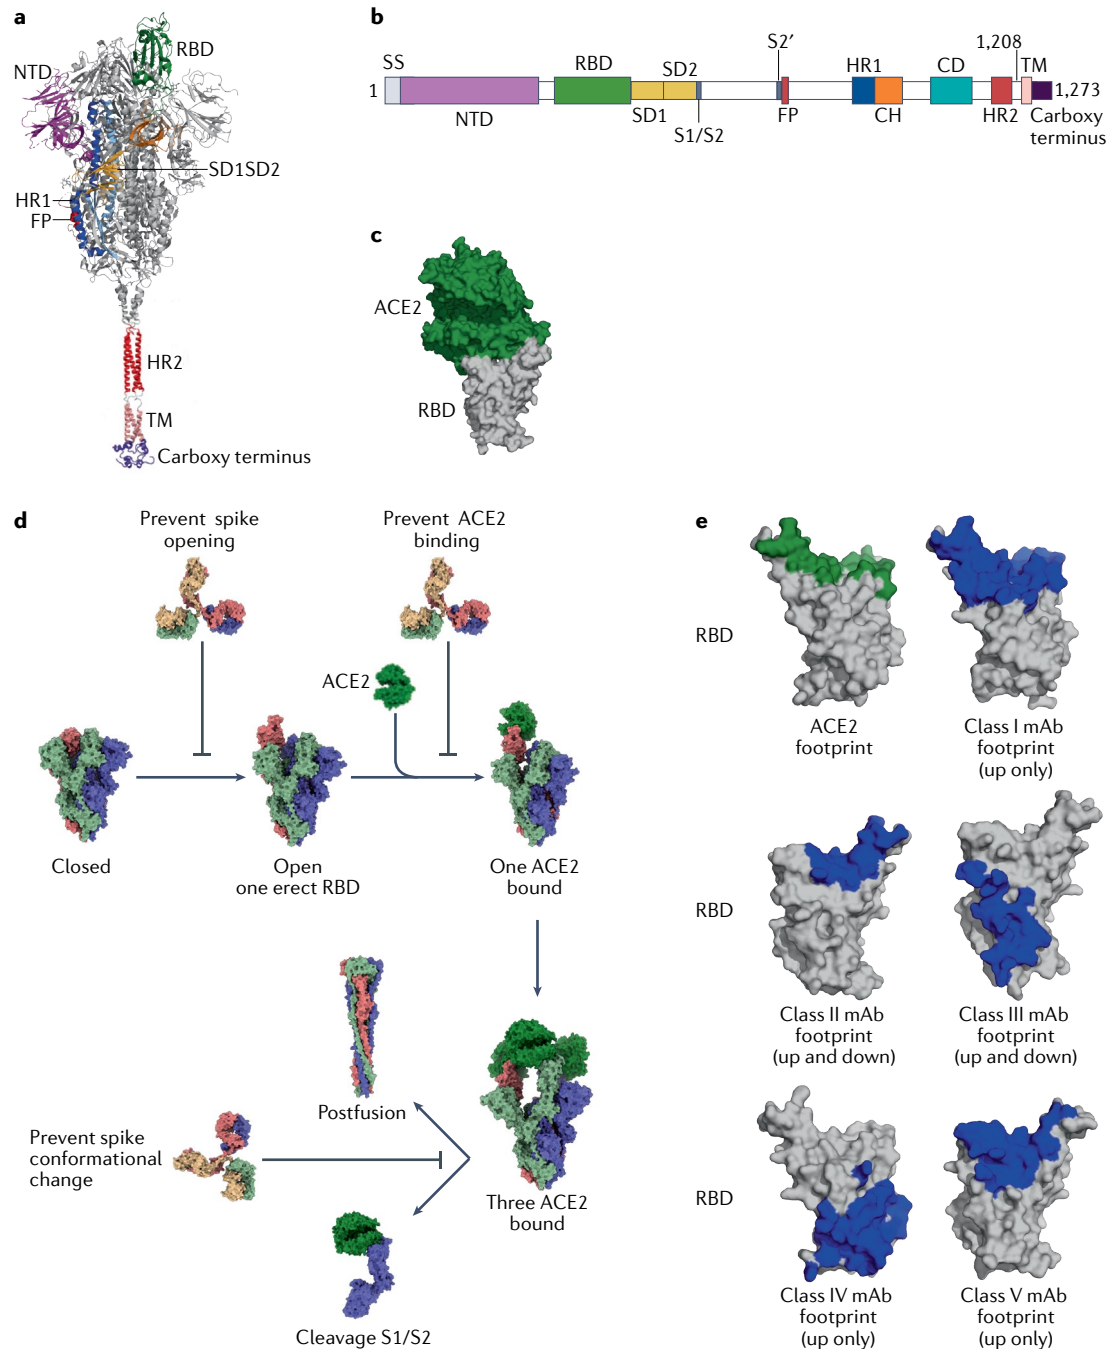 a
RBD
NTD
SD1SD2
HR1
FP
HR2
TM
Carboxy terminus
b
S2′
1,208
SS
RBD
SD2
HR1
CD
TM
1
1,273
NTD
SD1
S1/S2
FP
CH
HR2
Carboxy
terminus
c
ACE2
RBD
d
Prevent spike
opening
Prevent ACE2
binding
ACE2
Closed
Open
one erect RBD
One ACE2
bound
Postfusion
Prevent spike
conformational
change
Three ACE2
bound
Cleavage S1/S2
e
RBD
ACE2
footprint
Class I mAb
footprint
(up only)
RBD
Class II mAb
footprint
(up and down)
Class III mAb
footprint
(up and down)
RBD
Class IV mAb
footprint
(up only)
Class V mAb
footprint
(up only)